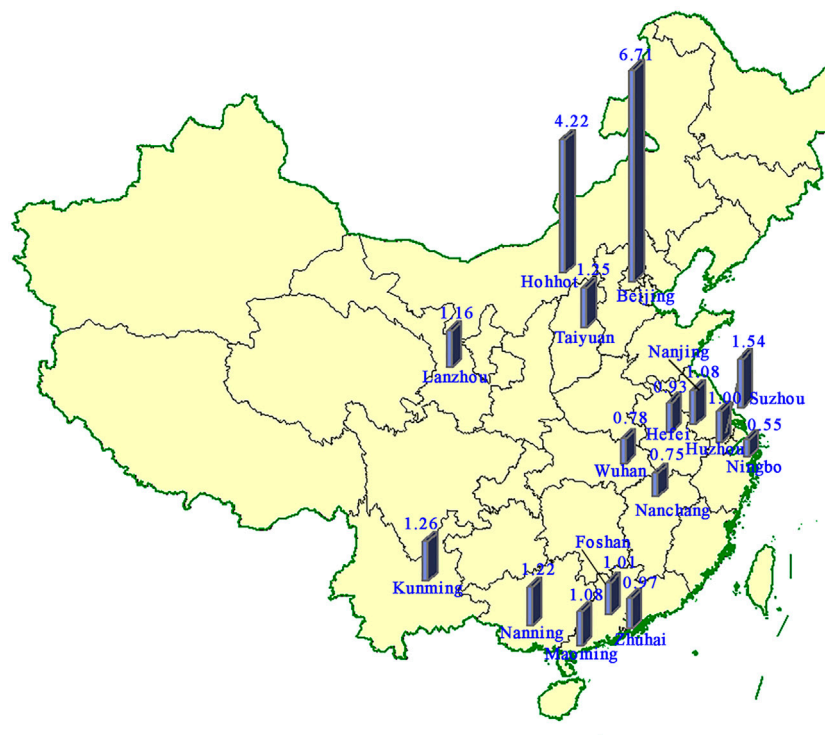 6.71
4.22
Hohhot
1.25
Beijing
1.16
Taiyuan
Lanzhou
Nanjing
1.54
1.08
0.93
1.00
Suzhou
0.78
0.55
Hefei
Huzhou
Wuhan
0.75
Ningbo
Nanchang
1.26
Foshan
1.01
Kunming
1.22
0.97
1.08
Nanning
Zhuhai
Maoming